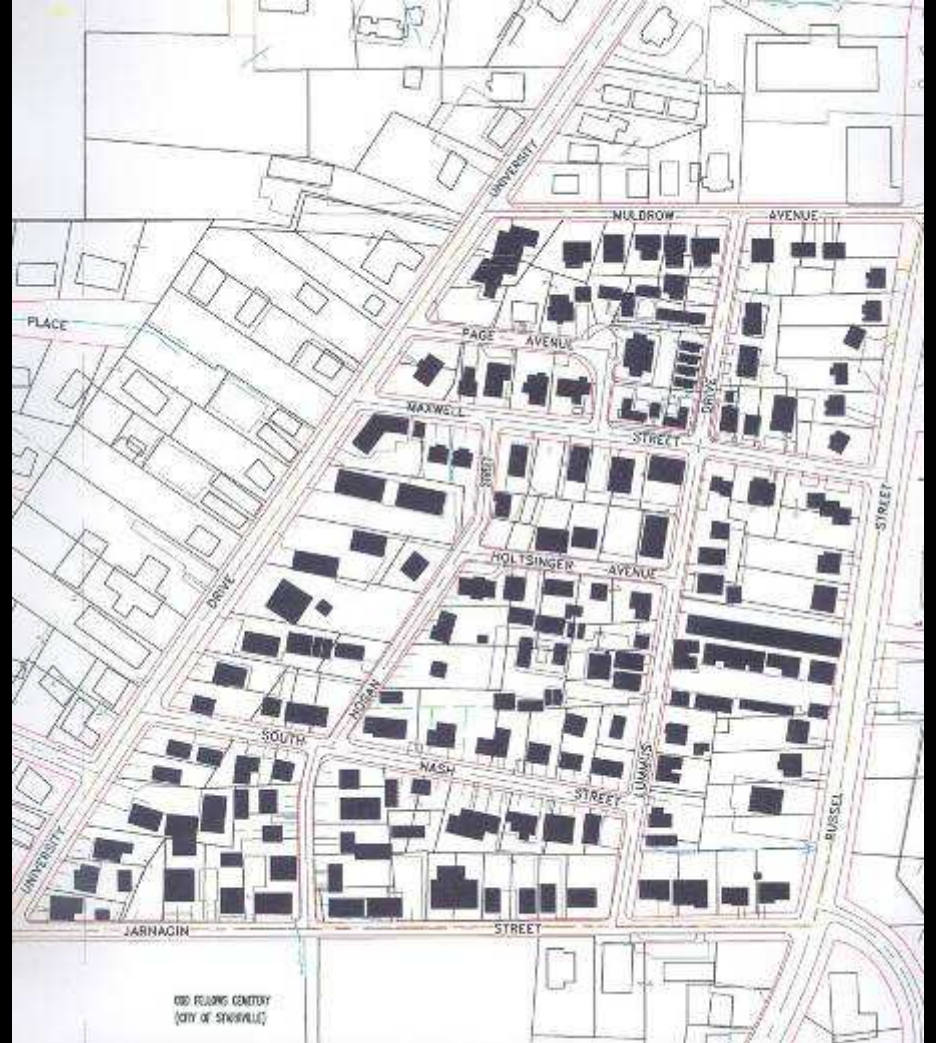 UNIVERSITY
MULDROW AVENUE
PLACE
PAGE AVENUE
DRIVE
MAXWELL STREET
STREET
STREET
HOLTSINGER AVENUE
DRIVE
HOGAN
SOUTH NASH STREET
LUMMUS
RUSSEL
UNIVERSITY
JARNAGIN STREET
ODD FELLOWS CEMETERY
(CITY OF STARKVILLE)